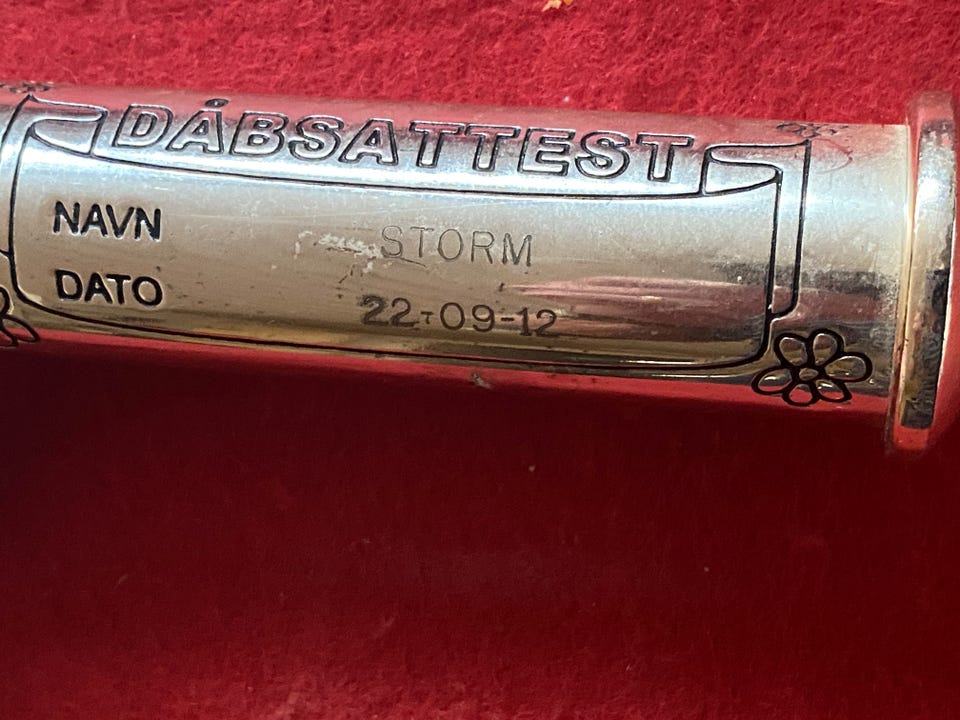 DÅBSATTEST
NAVN STORM
DATO 22-09-12